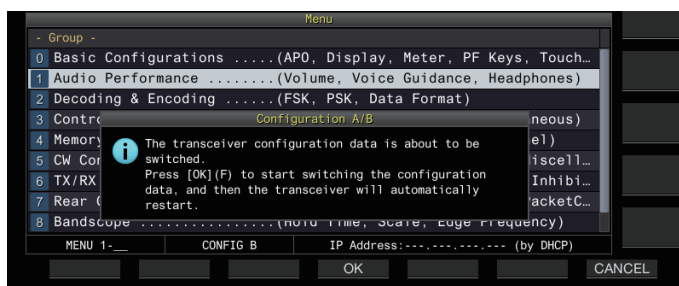 Menu
- Group -
0 Basic Configurations .....(APO, Display, Meter, PF Keys, Touch…
1 Audio Performance ........(Volume, Voice Guidance, Headphones)
2 Decoding & Encoding ......(FSK, PSK, Data Format)
3 Contro
neous)
Configuration A/B
4 Memory
el)
5 CW Con
iscell…
6 TX/RX
Inhibi…
7 Rear C
acketC…
The transceiver configuration data is about to be
switched.
Press [OK](F) to start switching the configuration
data, and then the transceiver will automatically
restart.
8 Bandscope ................(Hold Time, Scale, Edge Frequency)
MENU 1-__ CONFIG B IP Address:---.---.---.--- (by DHCP)
OK CANCEL